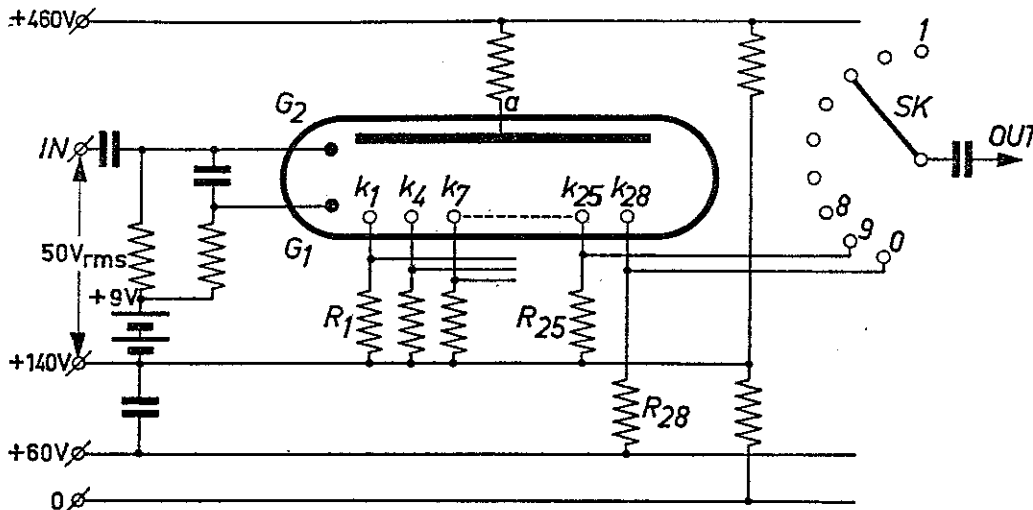 +460V
1
a
G2
SK
IN
OUT
k1 k4 k7 k25 k28
8
G1
9
0
50Vrms
+9V
R1
R25
+140V
R28
+60V
0